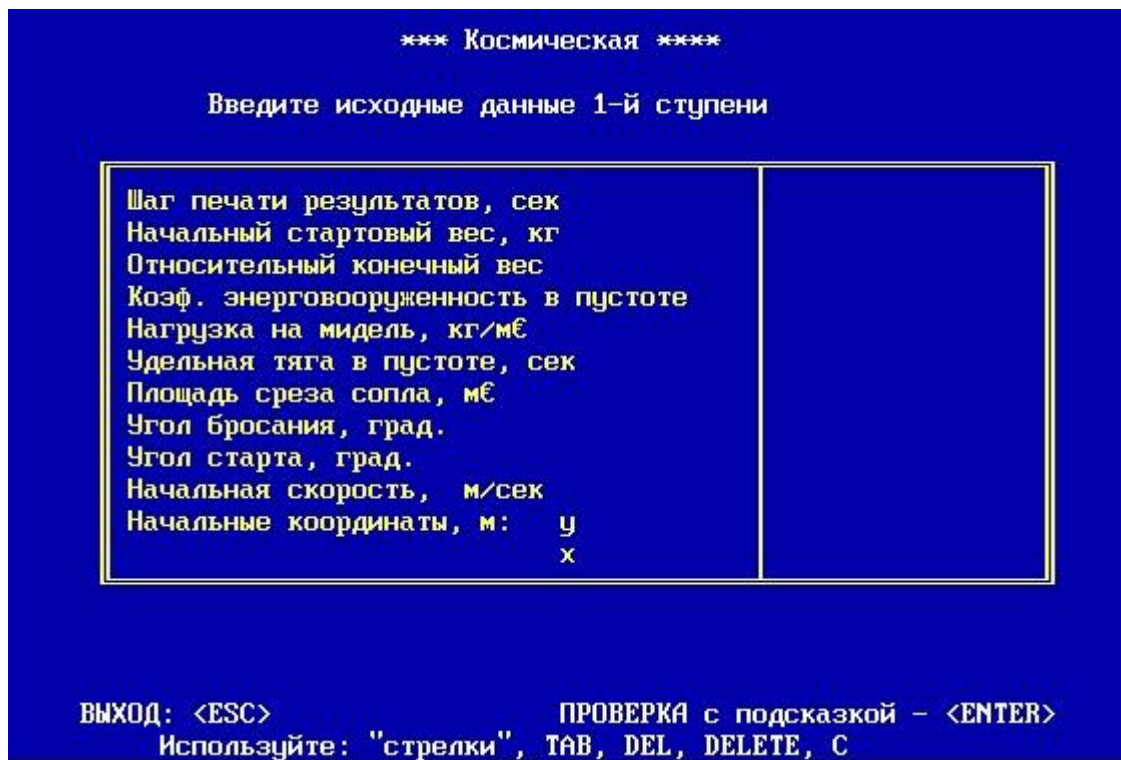 *** Космическая ****
Введите исходные данные 1-й ступени
Шаг печати результатов, сек
Начальный стартовый вес, кг
Относительный конечный вес
Коэф. энерговооруженность в пустоте
Нагрузка на мидель, кг/м€
Удельная тяга в пустоте, сек
Площадь среза сопла, м€
Угол бросания, град.
Угол старта, град.
Начальная скорость, м/сек
Начальные координаты, м: y
x
ВЫХОД: <ESC> ПРОВЕРКА с подсказкой - <ENTER>
Используйте: "стрелки", TAB, DEL, DELETE, C